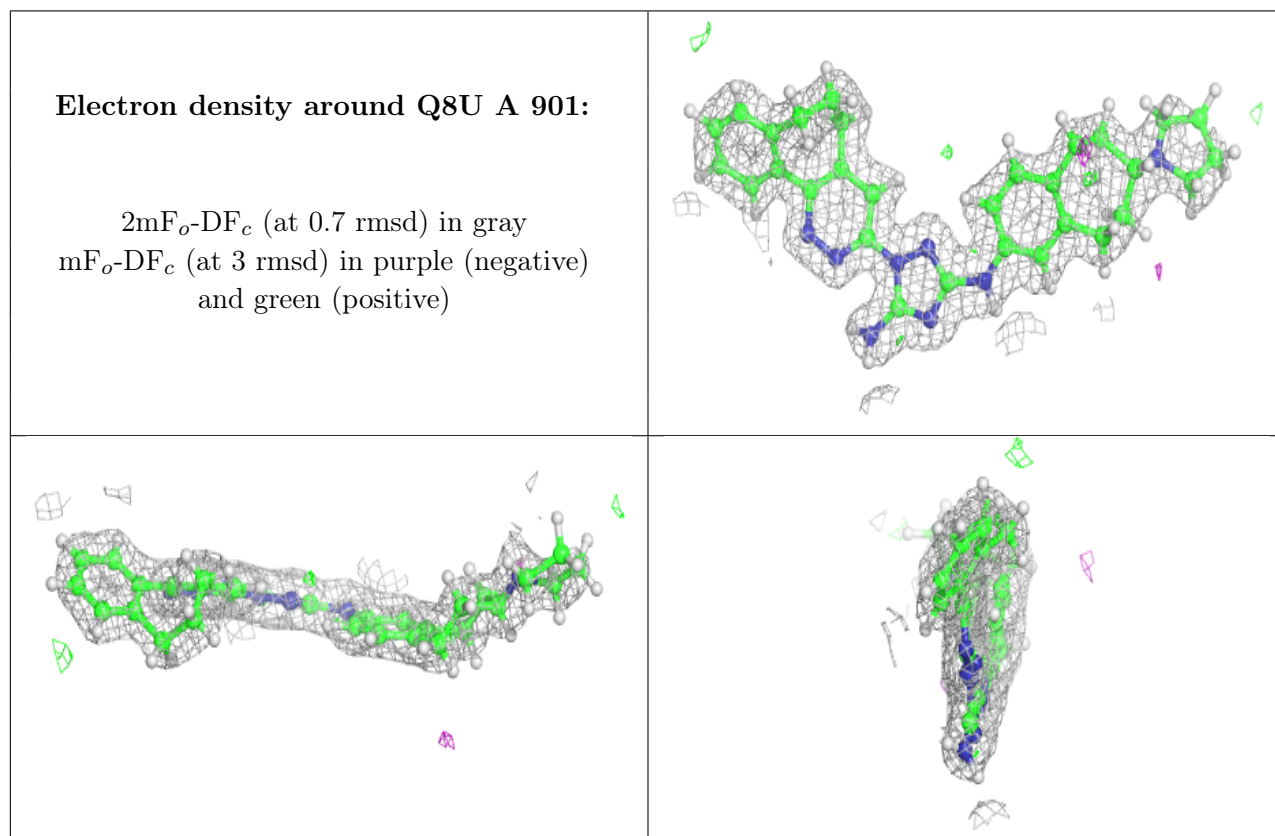 Electron density around Q8U A 901:
2mFo-DFc (at 0.7 rmsd) in gray
mFo-DFc (at 3 rmsd) in purple (negative)
and green (positive)